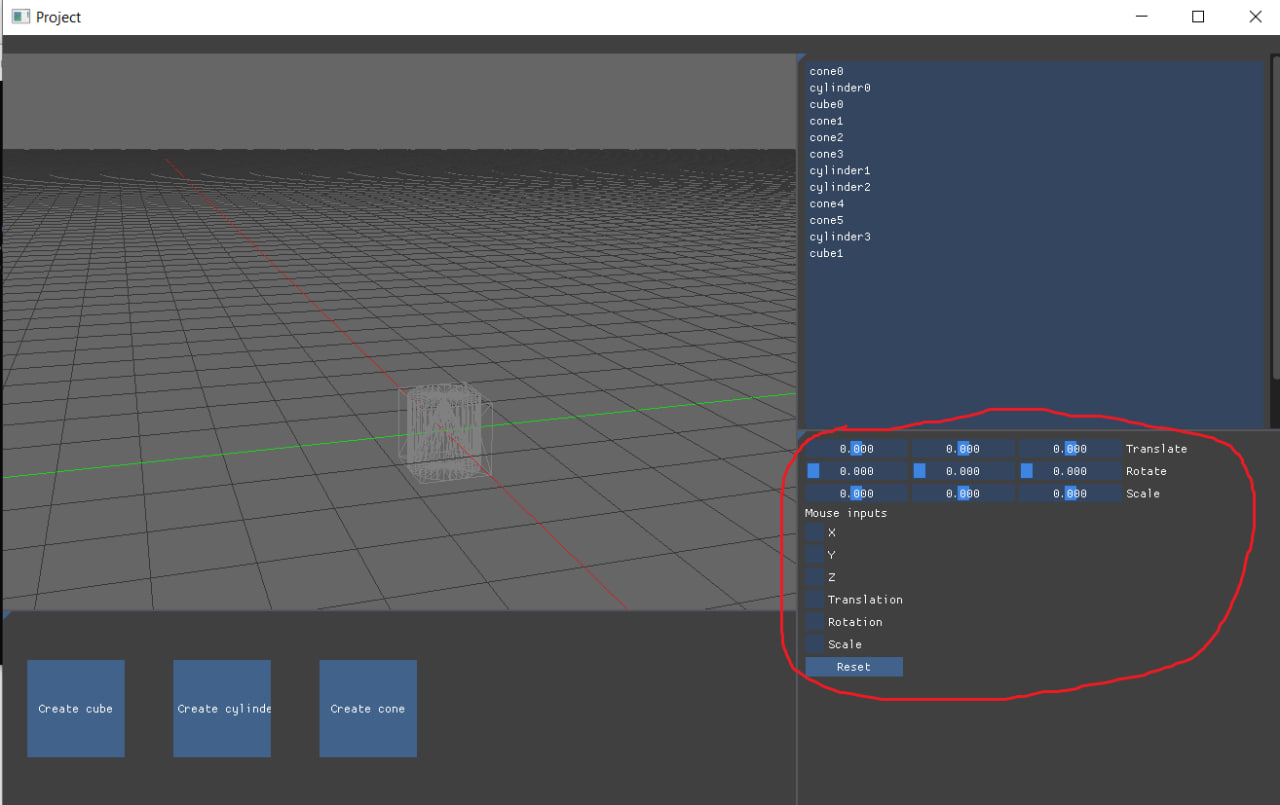 Project
cone0
cylinder0
cube0
cone1
cone2
cone3
cylinder1
cylinder2
cone4
cone5
cylinder3
cube1
0.000 0.000 0.000 Translate
0.000 0.000 0.000 Rotate
0.000 0.000 0.000 Scale
Mouse inputs
X
Y
Z
Translation
Rotation
Scale
Reset
Create cube Create cylinde Create cone